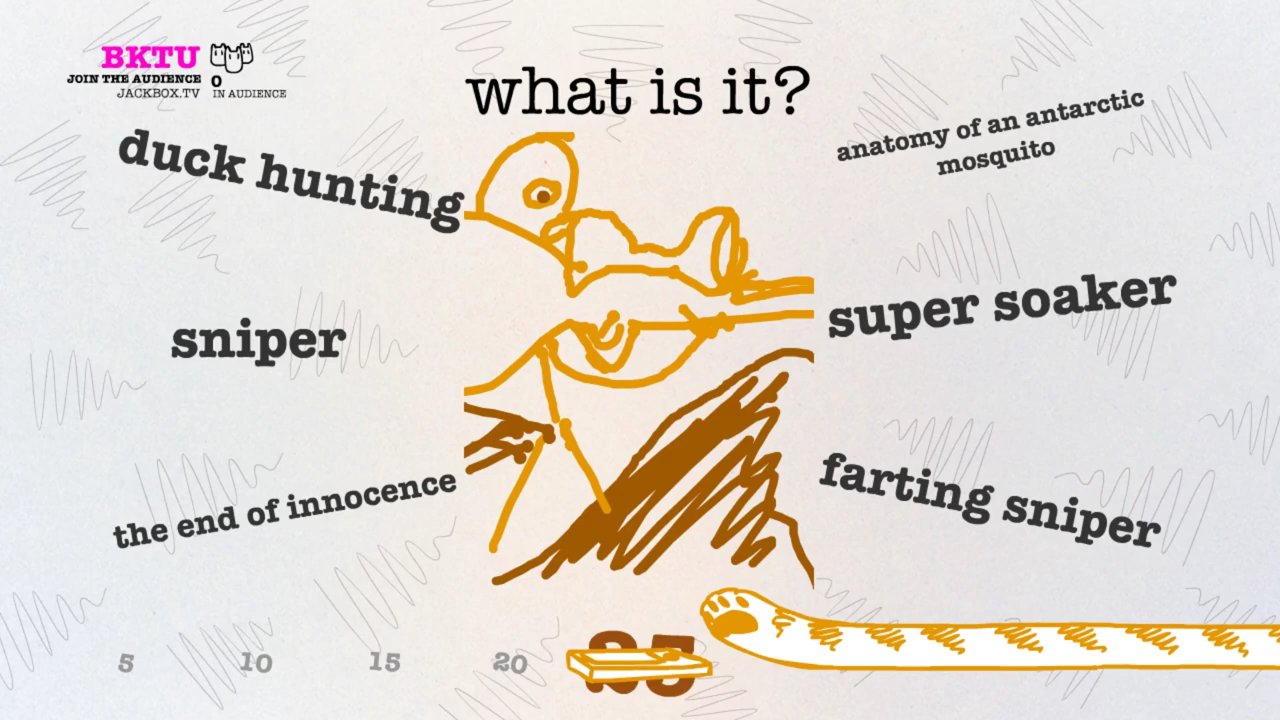 BKTU
JOIN THE AUDIENCE
JACKBOX.TV
0
IN AUDIENCE
what is it?
duck hunting
anatomy of an antarctic
mosquito
sniper
super soaker
the end of innocence
farting sniper
5 10 15 20 25